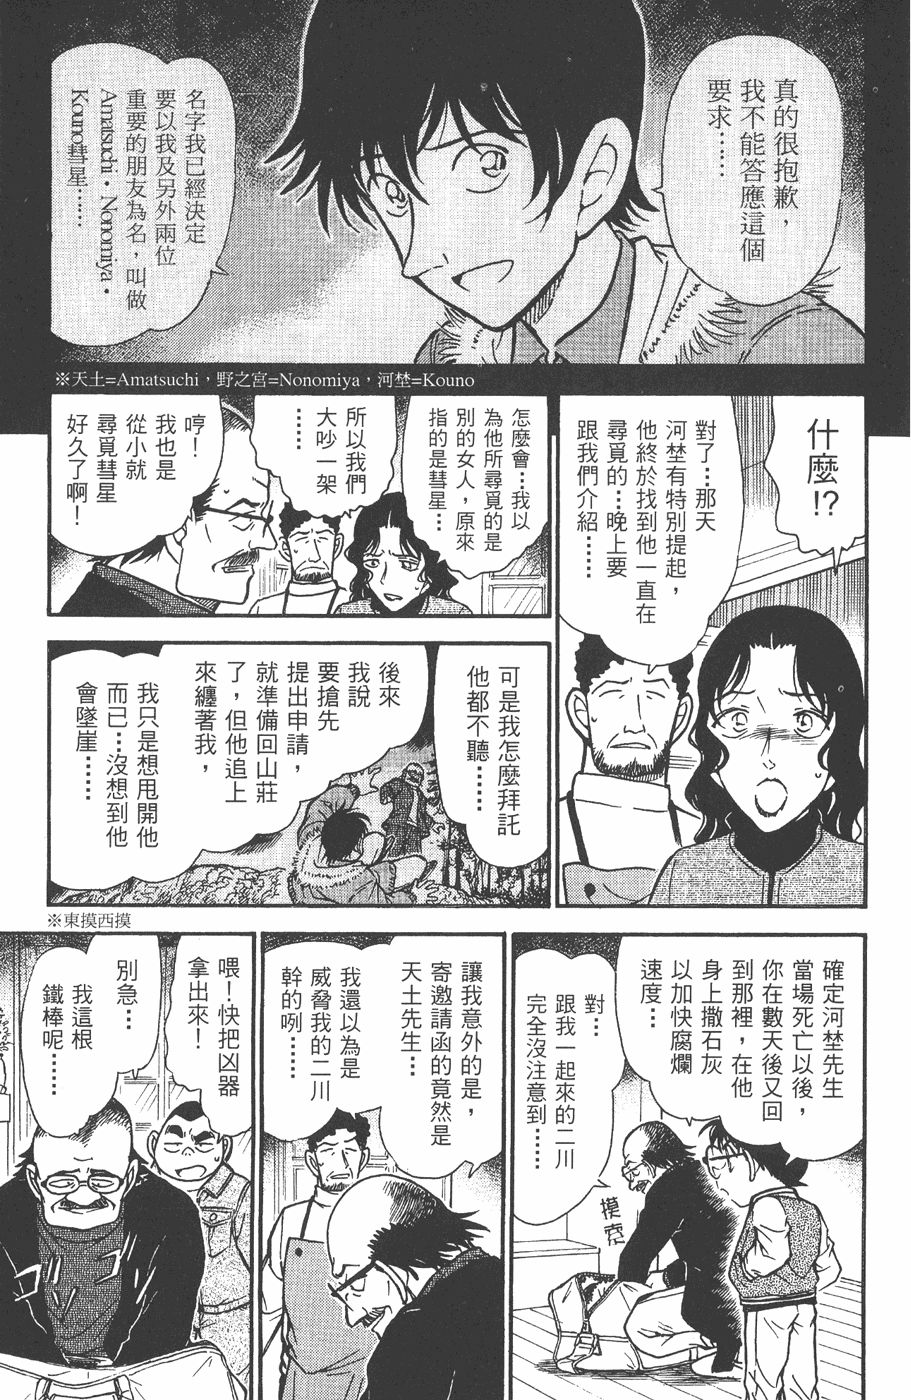 真的很抱歉，
我不能答應這個
要求……
名字我已經決定
要以我及另外兩位
重要的朋友為名，叫做
Amatsuchi・Nonomiya・
Kouno彗星……
※天土=Amatsuchi，野之宮=Nonomiya，河埜=Kouno
什麼!?
對了…那天
河埜有特別提起，
他終於找到他一直在
尋覓的…晚上要
跟我們介紹……
怎麼會…我以
為他所尋覓的是
別的女人，原來
指的是彗星…
所以我們
大吵一架
……
哼！
我也是
從小就
尋覓彗星
好久了啊！
可是我怎麼拜託
他都不聽……
後來
我說
要搶先
提出申請，
就準備回山莊
了，但他追上
來纏著我，
我只是想甩開他
而已…沒想到他
會墜崖……
※東摸西摸
確定河埜先生
當場死亡以後，
你在數天後又回
到那裡，在他
身上撒石灰
以加快腐爛
速度…
對…
跟我一起來的二川
完全沒注意到……
摸索
讓我意外的是，
寄邀請函的竟然是
天土先生…
我還以為是
威脅我的二川
幹的咧……
喂！快把凶器
拿出來！
別急…
我這根
鐵棒呢…
ゴソ
ゴソ